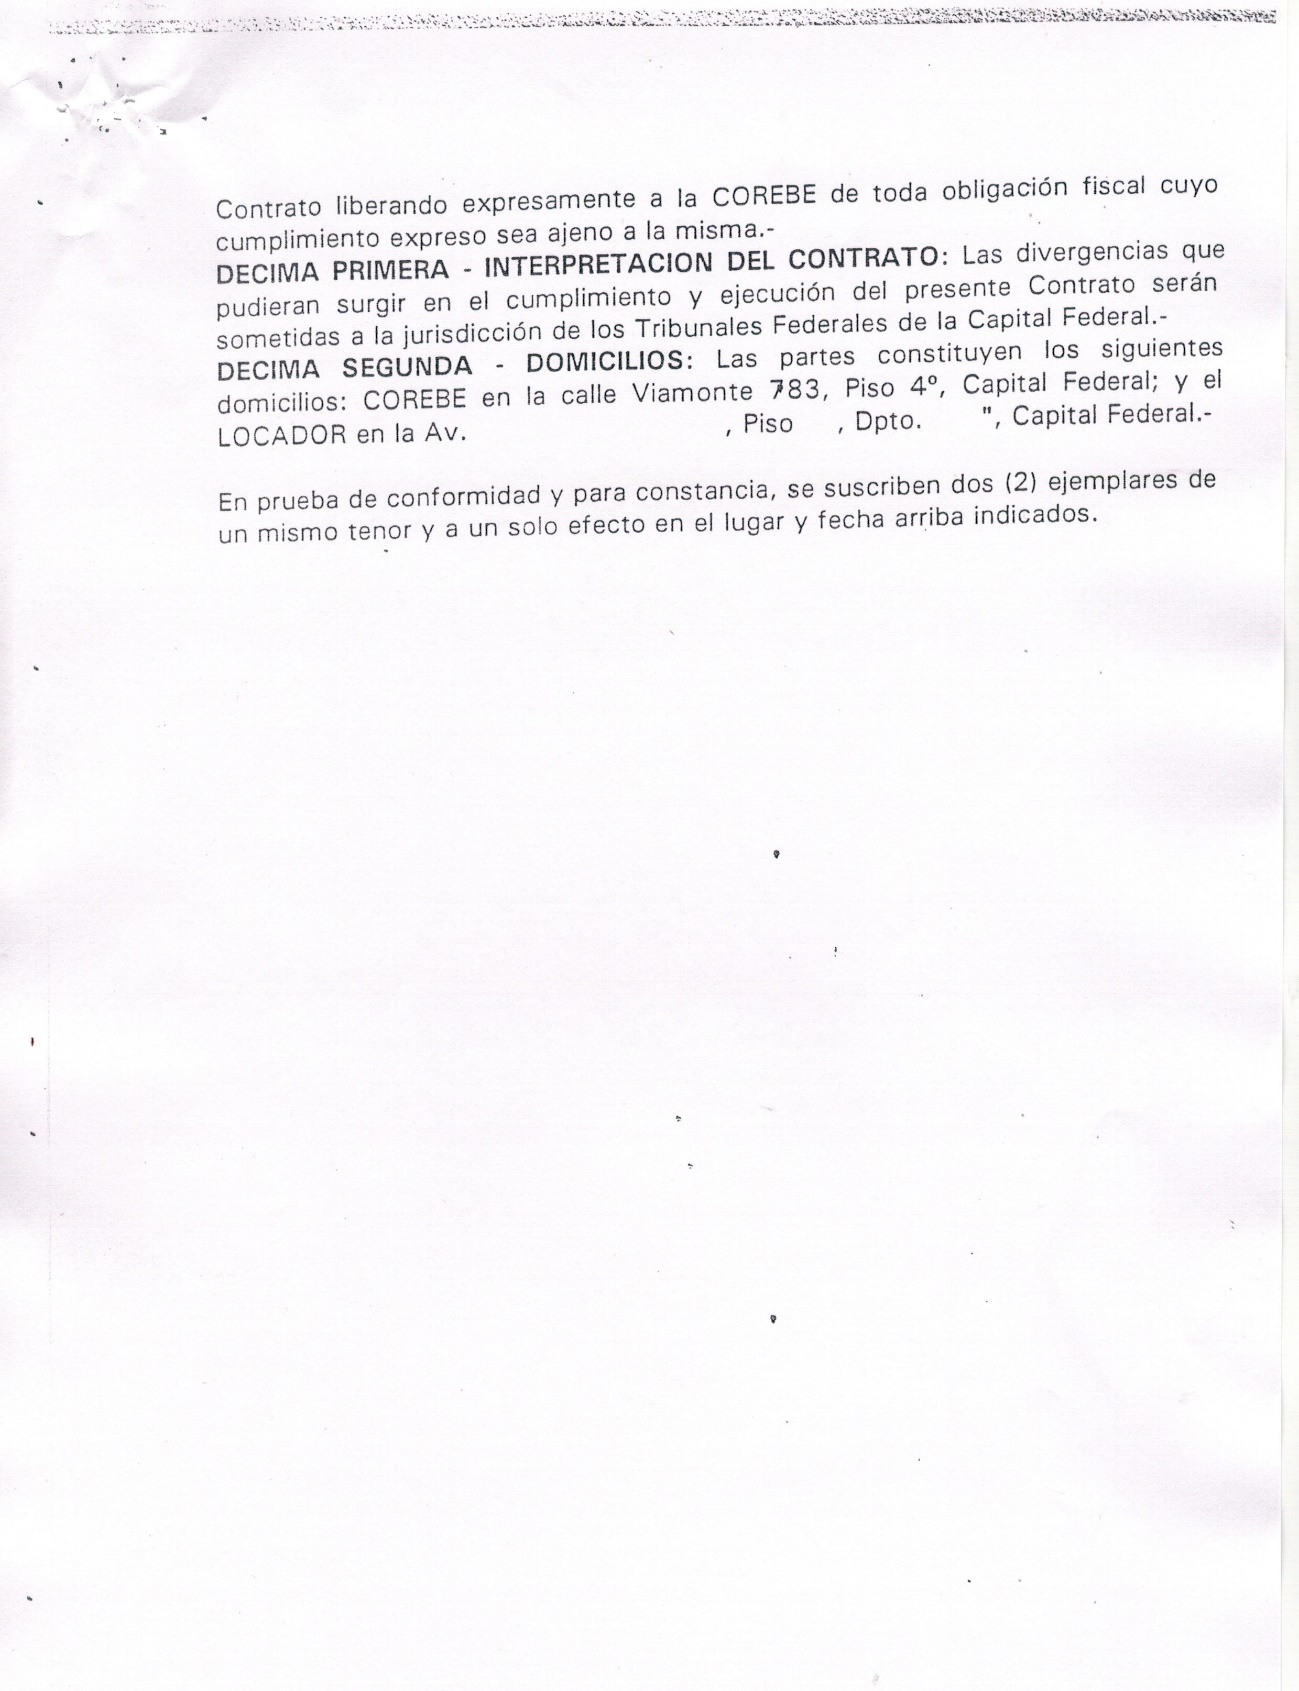 Contrato liberando expresamente a la COREBE de toda obligación fiscal cuyo
cumplimiento expreso sea ajeno a la misma.-
DECIMA PRIMERA - INTERPRETACION DEL CONTRATO: Las divergencias que
pudieran surgir en el cumplimiento y ejecución del presente Contrato serán
sometidas a la jurisdicción de los Tribunales Federales de la Capital Federal.-
DECIMA SEGUNDA - DOMICILIOS: Las partes constituyen los siguientes
domicilios: COREBE en la calle Viamonte 783, Piso 4º, Capital Federal; y el
LOCADOR en la Av. , Piso , Dpto. ", Capital Federal.-
En prueba de conformidad y para constancia, se suscriben dos (2) ejemplares de
un mismo tenor y a un solo efecto en el lugar y fecha arriba indicados.